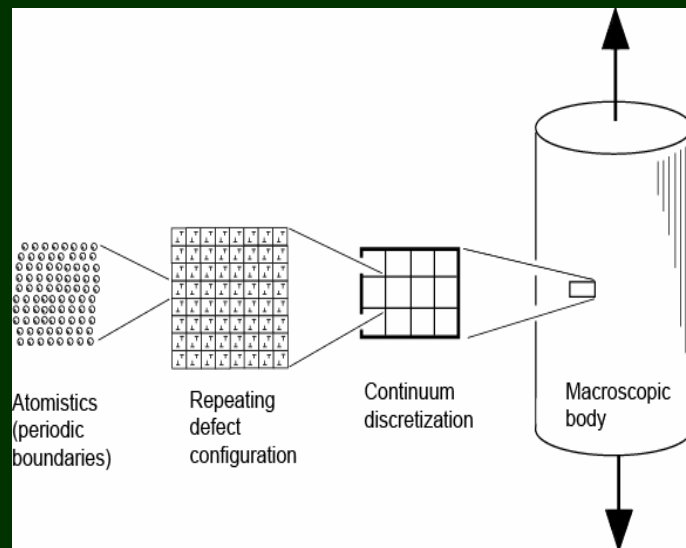 Atomistics
(periodic
boundaries)
Repeating
defect
configuration
Continuum
discretization
Macroscopic
body